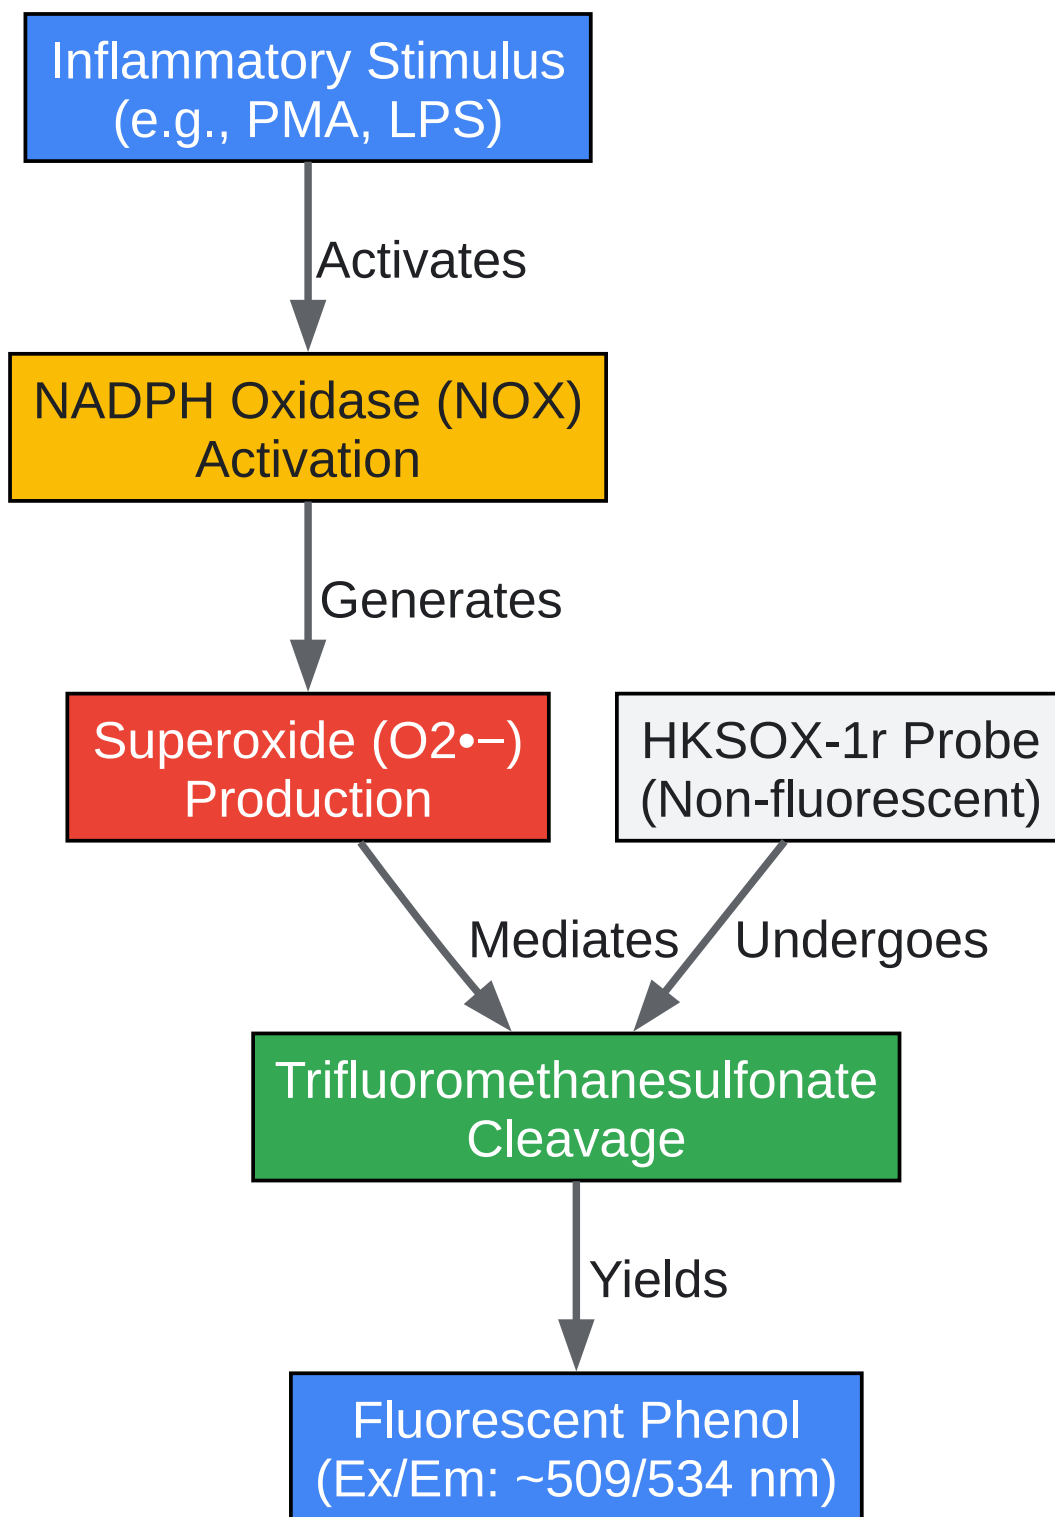 Inflammatory Stimulus
(e.g., PMA, LPS)
Activates
NADPH Oxidase (NOX)
Activation
Generates
Superoxide (O2•−)
Production
HKSOX-1r Probe
(Non-fluorescent)
Mediates
Undergoes
Trifluoromethanesulfonate
Cleavage
Yields
Fluorescent Phenol
(Ex/Em: ~509/534 nm)